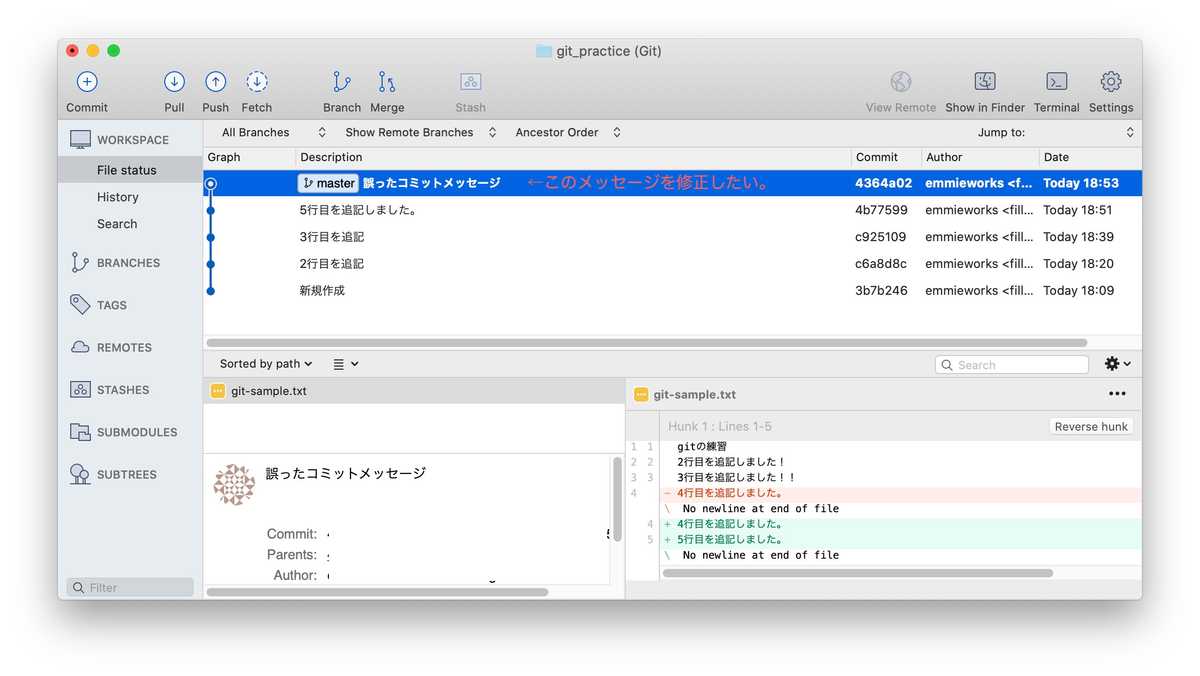 git_practice (Git)
Commit Pull Push Fetch Branch Merge Stash View Remote Show in Finder Terminal Settings
All Branches Show Remote Branches Ancestor Order Jump to:
Graph Description Commit Author Date
master 誤ったコミットメッセージ ←このメッセージを修正したい。 4364a02 emmieworks <f... Today 18:53
5行目を追記しました。 4b77599 emmieworks <fill... Today 18:51
3行目を追記 c925109 emmieworks <fill... Today 18:39
2行目を追記 c6a8d8c emmieworks <fill... Today 18:20
新規作成 3b7b246 emmieworks <fill... Today 18:09
WORKSPACE
File status
History
Search
BRANCHES
TAGS
REMOTES
STASHES
SUBMODULES
SUBTREES
Filter
Sorted by path Search
git-sample.txt
誤ったコミットメッセージ
Commit:
Parents:
Author:
git-sample.txt
Hunk 1 : Lines 1-5 Reverse hunk
1 1 gitの練習
2 2 2行目を追記しました！
3 3 3行目を追記しました！！
4 - 4行目を追記しました。
\ No newline at end of file
4 + 4行目を追記しました。
5 + 5行目を追記しました。
\ No newline at end of file